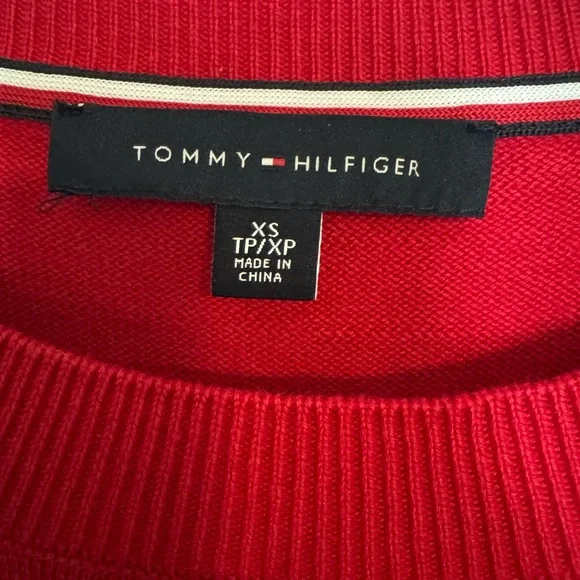 TOMMY HILFIGER
XS
TP/XP
MADE IN
CHINA